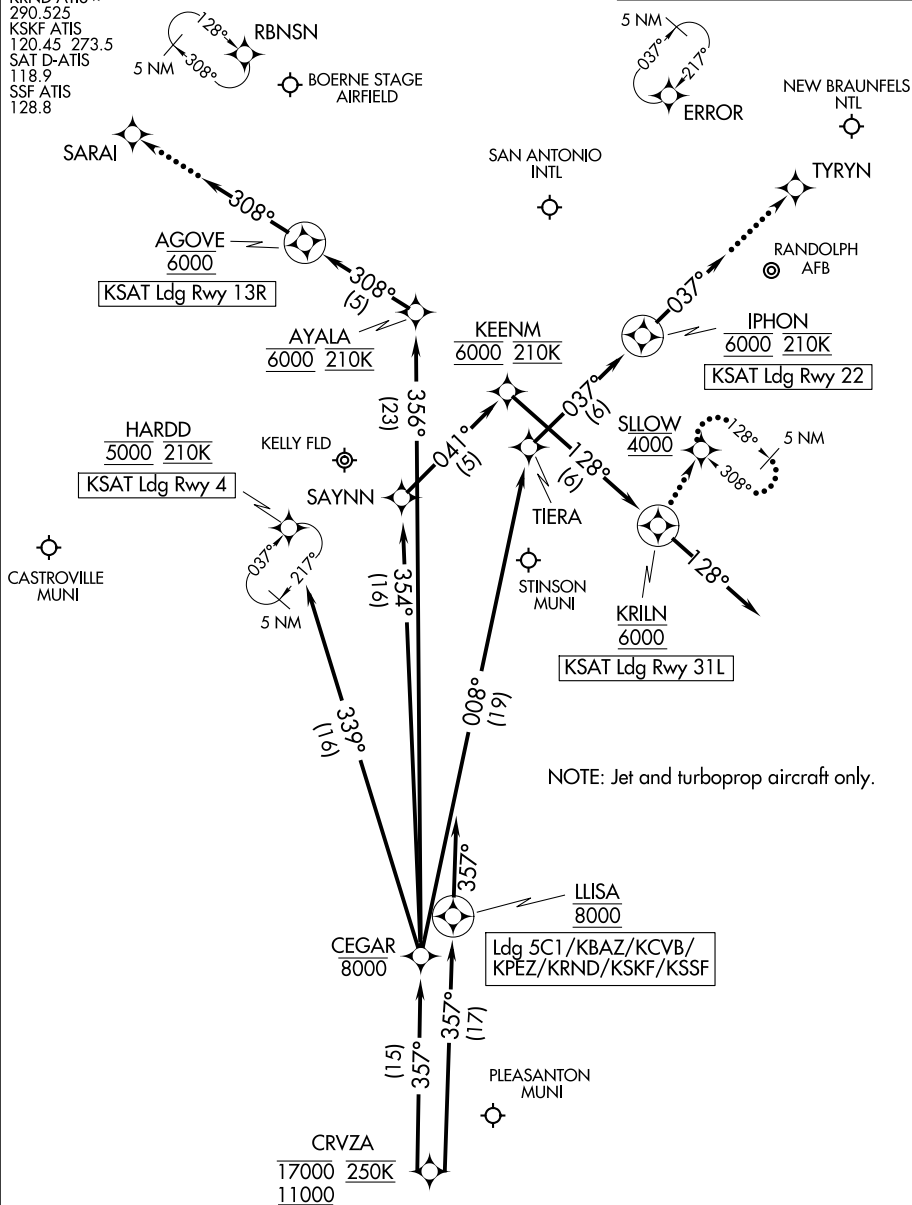 290.525
KSKF ATIS
120.45 273.5
SAT D-ATIS
118.9
SSF ATIS
128.8
5 NM
128°
308°
RBNSN
BOERNE STAGE
AIRFIELD
5 NM
037°
217°
ERROR
NEW BRAUNFELS
NTL
SARAI
SAN ANTONIO
INTL
TYRYN
308°
AGOVE
6000
KSAT Ldg Rwy 13R
308°
(5)
RANDOLPH
AFB
037°
AYALA
6000 210K
KEENM
6000 210K
IPHON
6000 210K
KSAT Ldg Rwy 22
037°
(6)
356°
(23)
HARDD
5000 210K
KSAT Ldg Rwy 4
KELLY FLD
041°
(5)
SLLOW
4000
128°
308°
5 NM
128°
(6)
SAYNN
TIERA
CASTROVILLE
MUNI
037°
217°
5 NM
354°
(16)
STINSON
MUNI
128°
KRILN
6000
KSAT Ldg Rwy 31L
339°
(16)
008°
(19)
NOTE: Jet and turboprop aircraft only.
357°
LLISA
8000
Ldg 5C1/KBAZ/KCVB/
KPEZ/KRND/KSKF/KSSF
CEGAR
8000
357°
(15)
357°
(17)
PLEASANTON
MUNI
CRVZA
17000 250K
11000